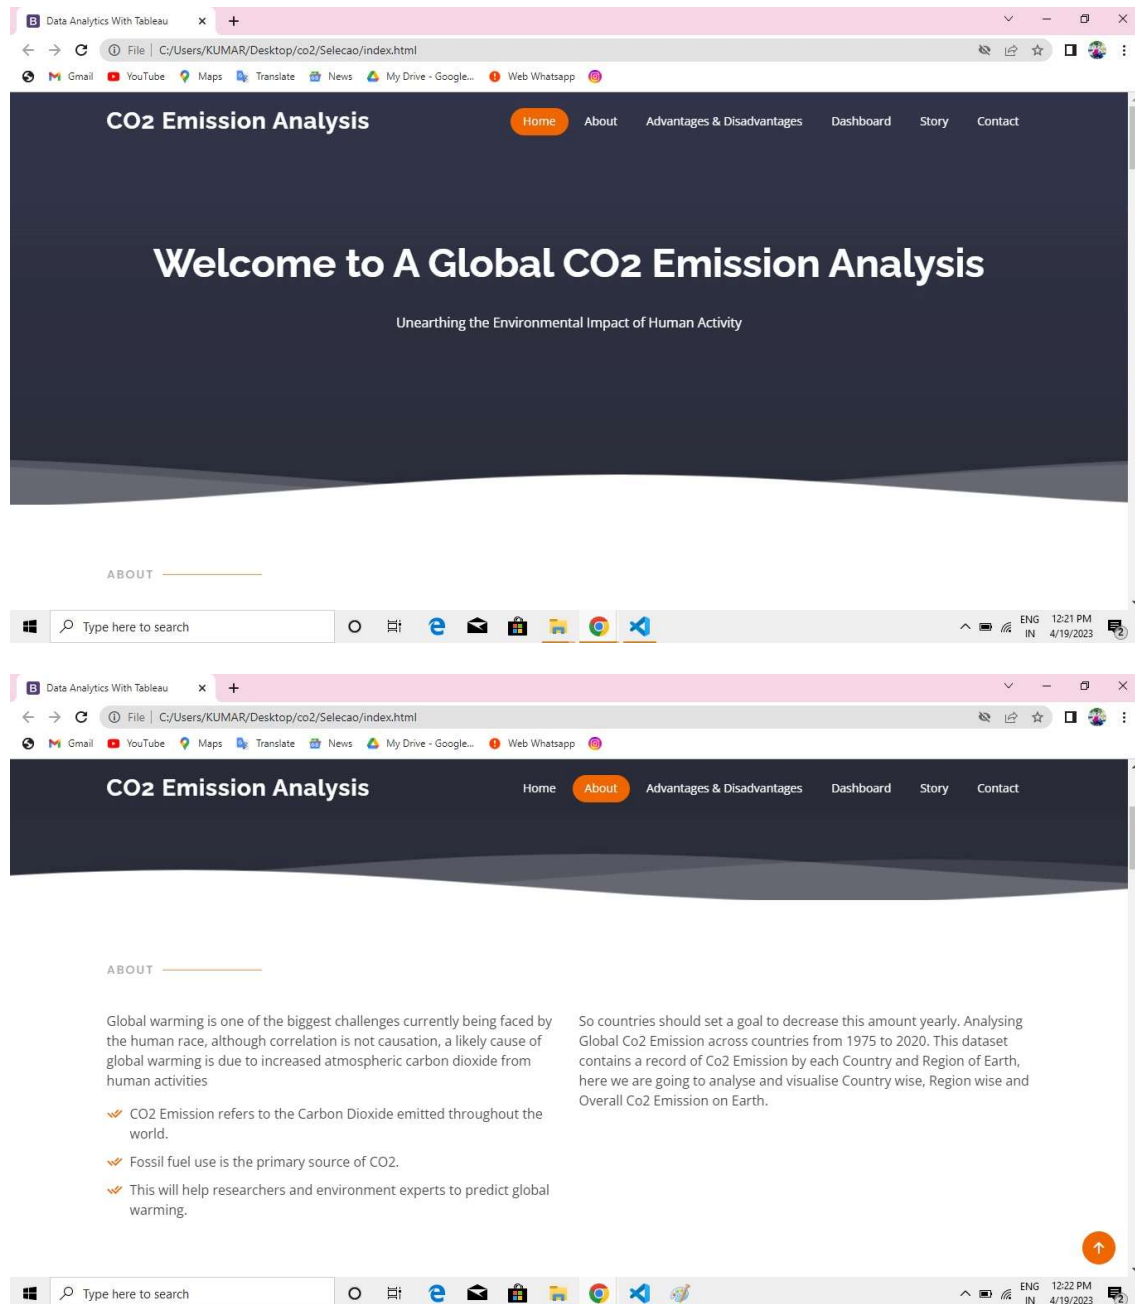 Data Analytics With Tableau
File | C:/Users/KUMAR/Desktop/co2/Selecao/index.html
Gmail YouTube Maps Translate News My Drive - Google... Web Whatsapp
CO2 Emission Analysis Home About Advantages & Disadvantages Dashboard Story Contact
Welcome to A Global CO2 Emission Analysis
Unearthing the Environmental Impact of Human Activity
ABOUT
Type here to search
ENG 12:21 PM
IN 4/19/2023
2
Data Analytics With Tableau
File | C:/Users/KUMAR/Desktop/co2/Selecao/index.html
Gmail YouTube Maps Translate News My Drive - Google... Web Whatsapp
CO2 Emission Analysis Home About Advantages & Disadvantages Dashboard Story Contact
ABOUT
Global warming is one of the biggest challenges currently being faced by
the human race, although correlation is not causation, a likely cause of
global warming is due to increased atmospheric carbon dioxide from
human activities
CO2 Emission refers to the Carbon Dioxide emitted throughout the
world.
Fossil fuel use is the primary source of CO2.
This will help researchers and environment experts to predict global
warming.
So countries should set a goal to decrease this amount yearly. Analysing
Global Co2 Emission across countries from 1975 to 2020. This dataset
contains a record of Co2 Emission by each Country and Region of Earth,
here we are going to analyse and visualise Country wise, Region wise and
Overall Co2 Emission on Earth.
Type here to search
ENG 12:22 PM
IN 4/19/2023
2